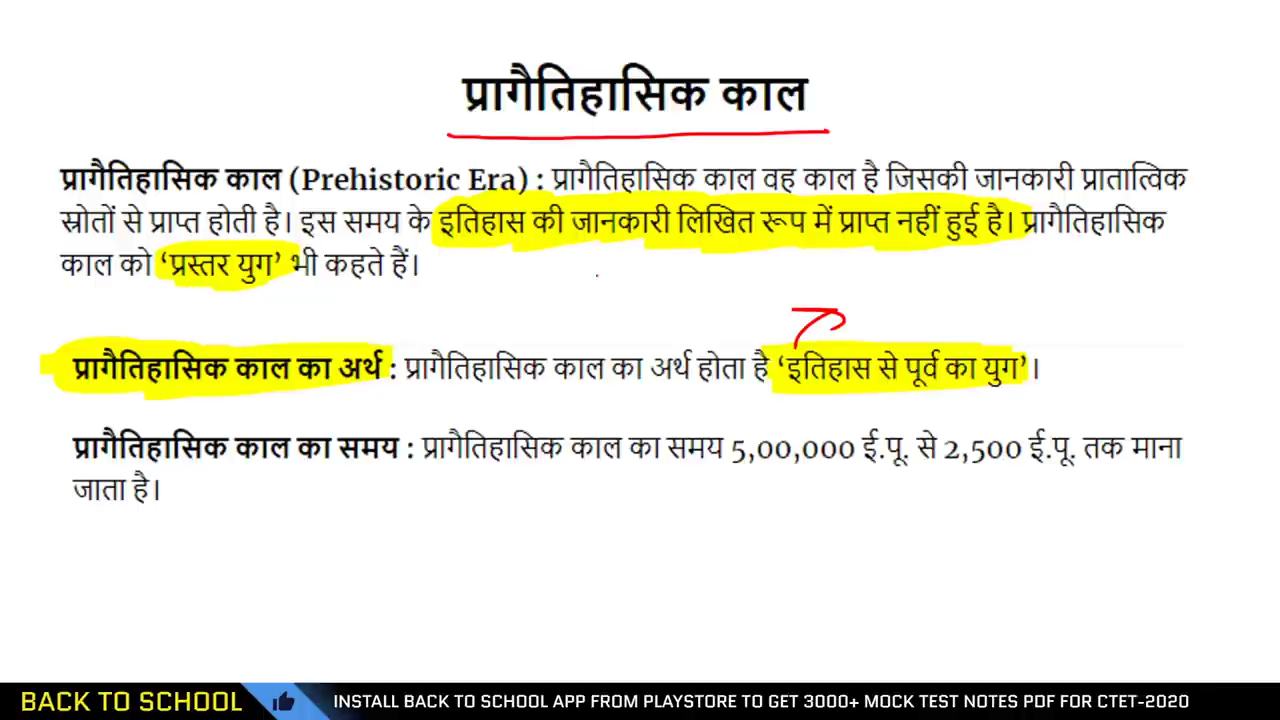 प्रागैतिहासिक काल
प्रागैतिहासिक काल (Prehistoric Era) : प्रागैतिहासिक काल वह काल है जिसकी जानकारी प्रातात्विक
स्रोतों से प्राप्त होती है। इस समय के इतिहास की जानकारी लिखित रूप में प्राप्त नहीं हुई है। प्रागैतिहासिक
काल को ‘प्रस्तर युग’ भी कहते हैं।
प्रागैतिहासिक काल का अर्थ : प्रागैतिहासिक काल का अर्थ होता है ‘इतिहास से पूर्व का युग’।
प्रागैतिहासिक काल का समय : प्रागैतिहासिक काल का समय 5,00,000 ई.पू. से 2,500 ई.पू. तक माना
जाता है।
BACK TO SCHOOL INSTALL BACK TO SCHOOL APP FROM PLAYSTORE TO GET 3000+ MOCK TEST NOTES PDF FOR CTET-2020